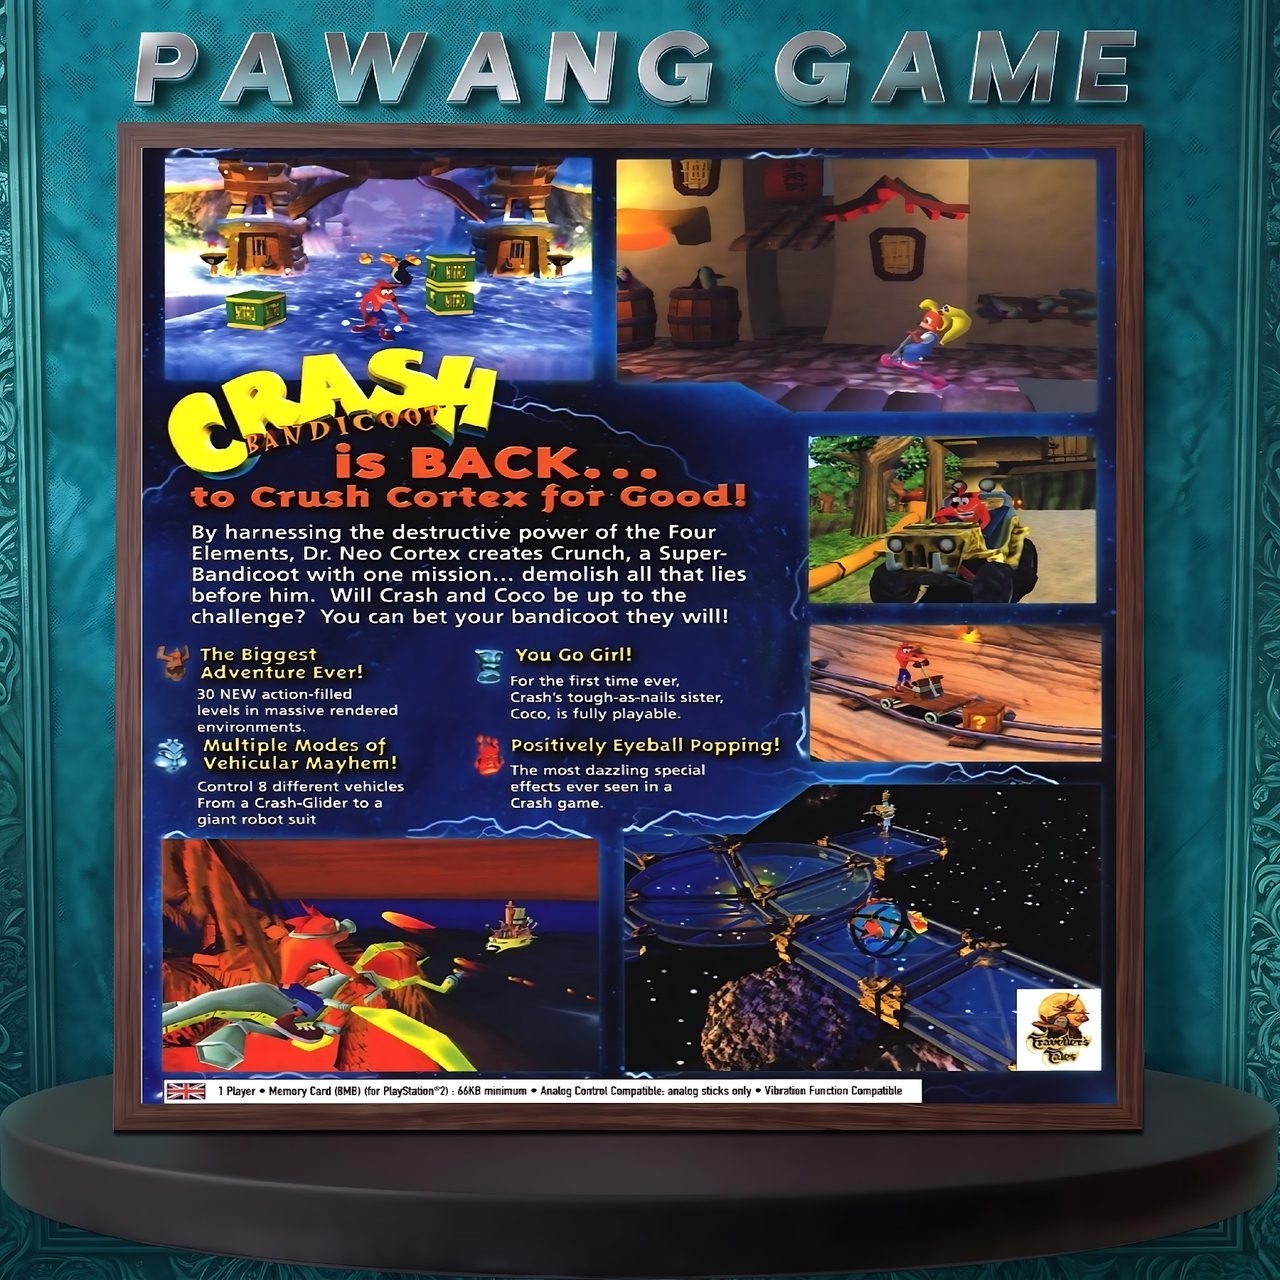 PAWANG GAME
NITRO
NITRO
NITRO
CRASH
BANDICOOT
is BACK...
to Crush Cortex for Good!
By harnessing the destructive power of the Four
Elements, Dr. Neo Cortex creates Crunch, a Super-
Bandicoot with one mission... demolish all that lies
before him. Will Crash and Coco be up to the
challenge? You can bet your bandicoot they will!
The Biggest
Adventure Ever!
30 NEW action-filled
levels in massive rendered
environments.
You Go Girl!
For the first time ever,
Crash's tough-as-nails sister,
Coco, is fully playable.
Multiple Modes of
Vehicular Mayhem!
Control 8 different vehicles
From a Crash-Glider to a
giant robot suit
Positively Eyeball Popping!
The most dazzling special
effects ever seen in a
Crash game.
?
Traveller's
Tales
1 Player • Memory Card (8MB) (for PlayStation®2) : 66KB minimum • Analog Control Compatible: analog sticks only • Vibration Function Compatible